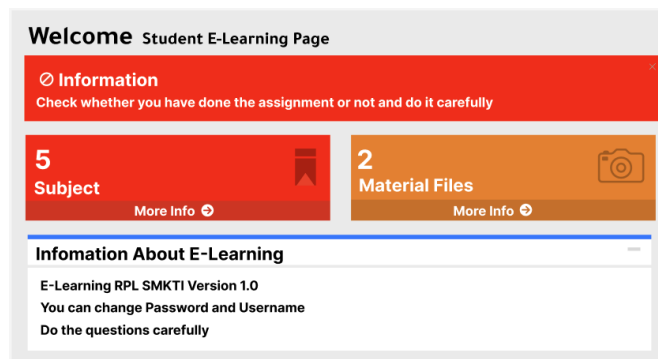 Welcome Student E-Learning Page
Information
Check whether you have done the assignment or not and do it carefully
5
Subject
More Info
2
Material Files
More Info
Infomation About E-Learning
E-Learning RPL SMKTI Version 1.0
You can change Password and Username
Do the questions carefully